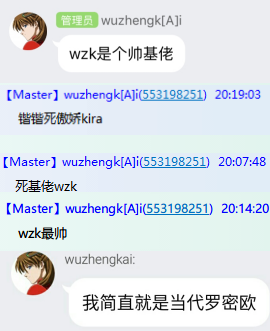 管理员 wuzhengk[A]i
wzk是个帅基佬
【Master】wuzhengk[A]i(553198251) 20:19:03
锴锴死傲娇kira
【Master】wuzhengk[A]i(553198251) 20:07:48
死基佬wzk
【Master】wuzhengk[A]i(553198251) 20:14:20
wzk最帅
wuzhengkai:
我简直就是当代罗密欧